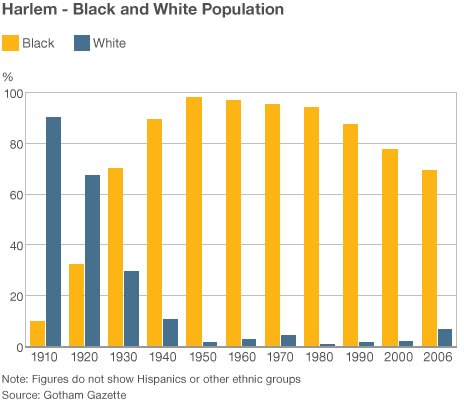 Harlem - Black and White Population
Black White
%
100
80
60
40
20
0
1910 1920 1930 1940 1950 1960 1970 1980 1990 2000 2006
Note: Figures do not show Hispanics or other ethnic groups
Source: Gotham Gazette